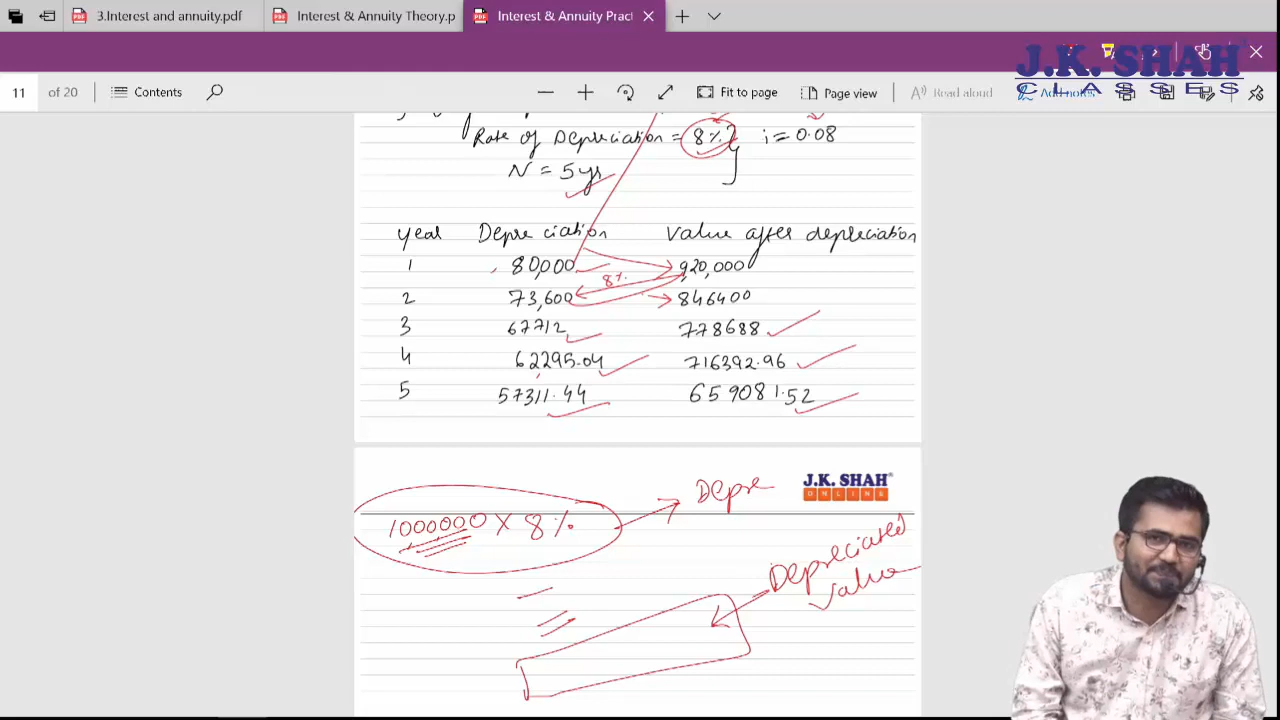 3.Interest and annuity.pdf
Interest & Annuity Theory.p
Interest & Annuity Pract
J.K. SHAH
CLASSES
11 of 20
Contents
Fit to page
Page view
Read aloud
Add notes
Rate of Depreciation = 8% i = 0.08
N = 5 yrs
year Depreciation Value after depreciation
1 80,000 920,000
8%
2 73,600 846400
3 67712 778688
4 62295.04 716392.96
5 57311.44 659081.52
Depre
J.K. SHAH
ONLINE
1000000 x 8%
=
Depreciated
value